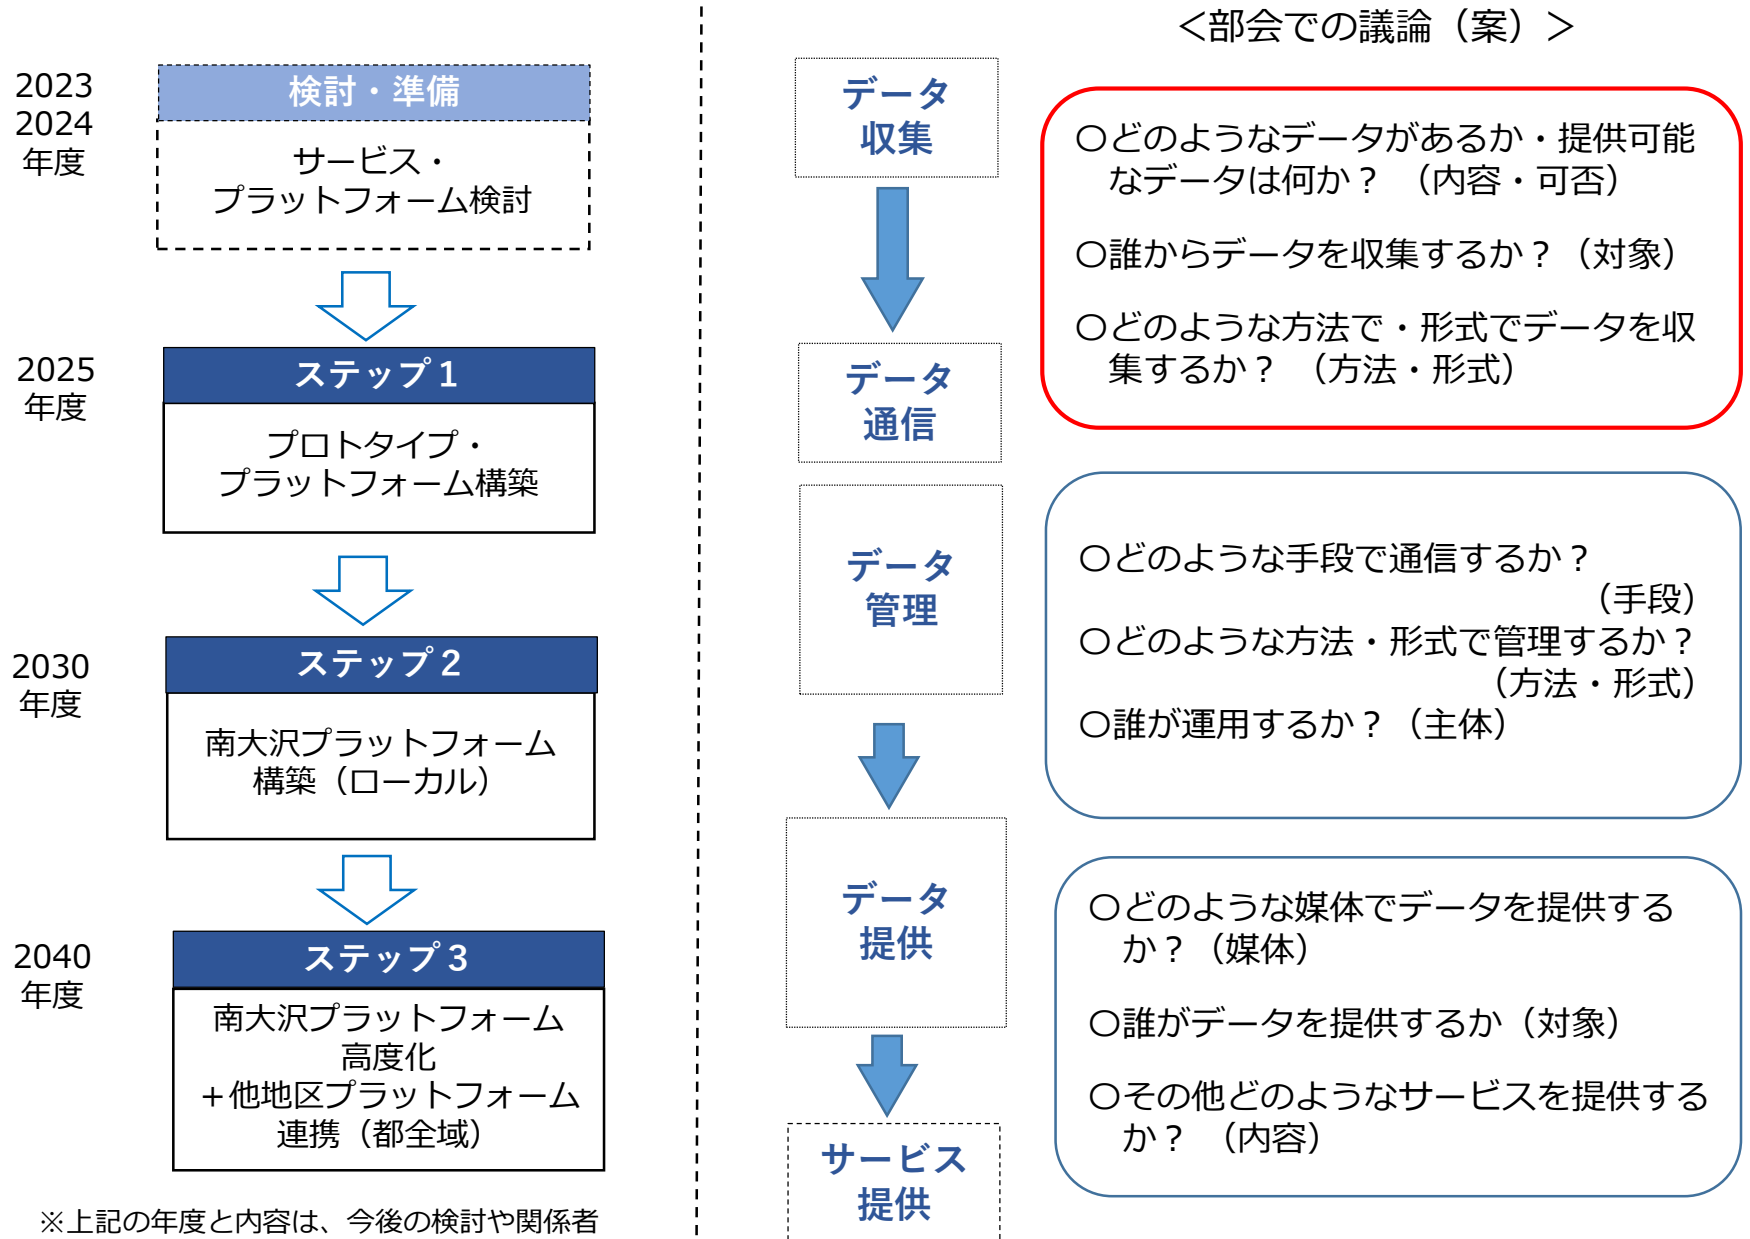 2023
2024
年度
検討・準備
サービス・
プラットフォーム検討
2025
年度
ステップ１
プロトタイプ・
プラットフォーム構築
2030
年度
ステップ２
南大沢プラットフォーム
構築（ローカル）
2040
年度
ステップ３
南大沢プラットフォーム
高度化
＋他地区プラットフォーム
連携（都全域）
※上記の年度と内容は、今後の検討や関係者
＜部会での議論（案）＞
データ
収集
データ
通信
データ
管理
データ
提供
サービス
提供
〇どのようなデータがあるか・提供可能
なデータは何か？ （内容・可否）
〇誰からデータを収集するか？（対象）
〇どのような方法で・形式でデータを収
集するか？ （方法・形式）
〇どのような手段で通信するか？
（手段）
〇どのような方法・形式で管理するか？
（方法・形式）
〇誰が運用するか？（主体）
〇どのような媒体でデータを提供する
か？（媒体）
〇誰がデータを提供するか（対象）
〇その他どのようなサービスを提供する
か？ （内容）